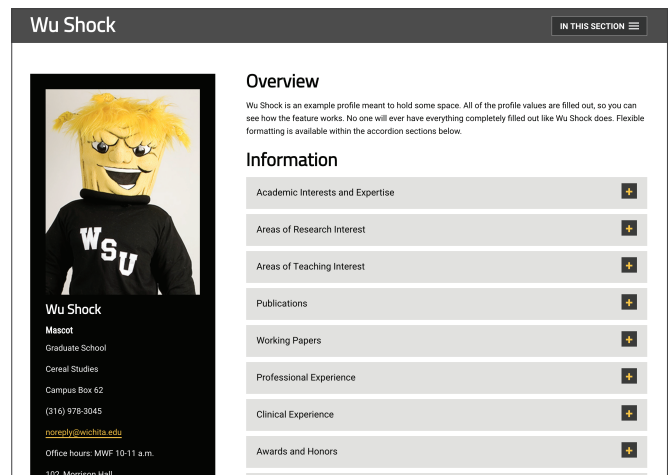 Wu Shock
IN THIS SECTION
WSU
Wu Shock
Mascot
Graduate School
Cereal Studies
Campus Box 62
(316) 978-3045
noreply@wichita.edu
Office hours: MWF 10-11 a.m.
102 Morrison Hall
Overview
Wu Shock is an example profile meant to hold some space. All of the profile values are filled out, so you can
see how the feature works. No one will ever have everything completely filled out like Wu Shock does. Flexible
formatting is available within the accordion sections below.
Information
Academic Interests and Expertise
Areas of Research Interest
Areas of Teaching Interest
Publications
Working Papers
Professional Experience
Clinical Experience
Awards and Honors